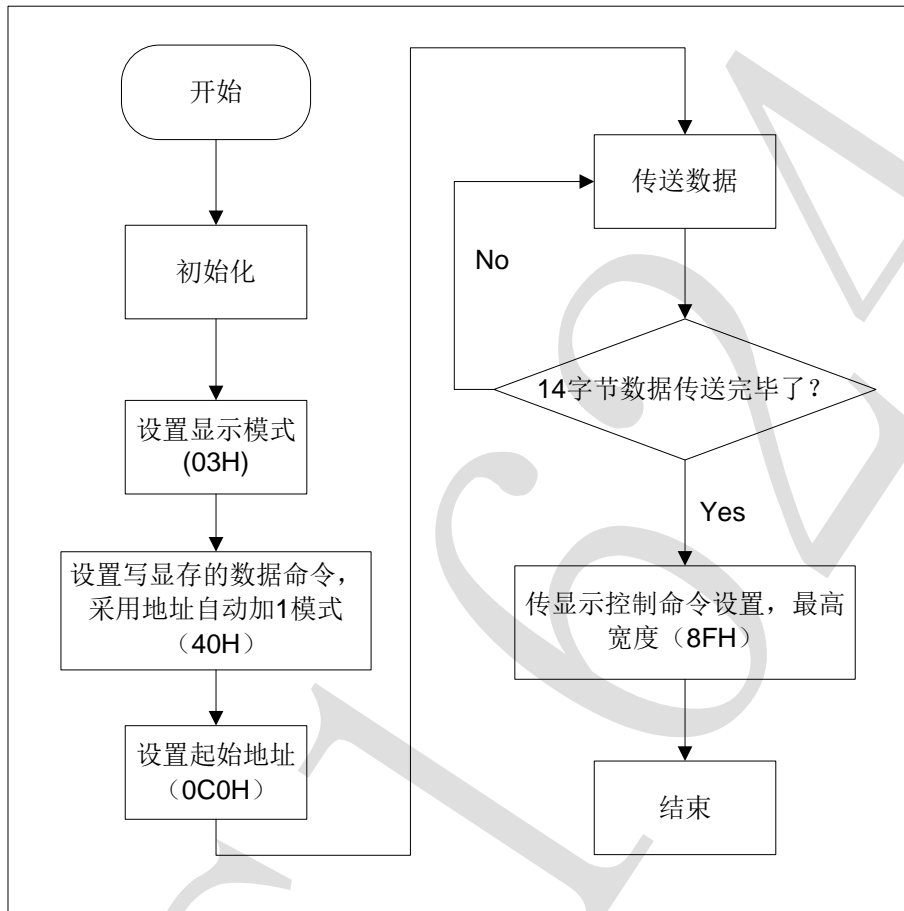 开始
初始化
设置显示模式
(03H)
设置写显存的数据命令，
采用地址自动加1模式
（40H）
设置起始地址
（0C0H）
传送数据
No
14字节数据传送完毕了？
Yes
传显示控制命令设置，最高
宽度（8FH）
结束